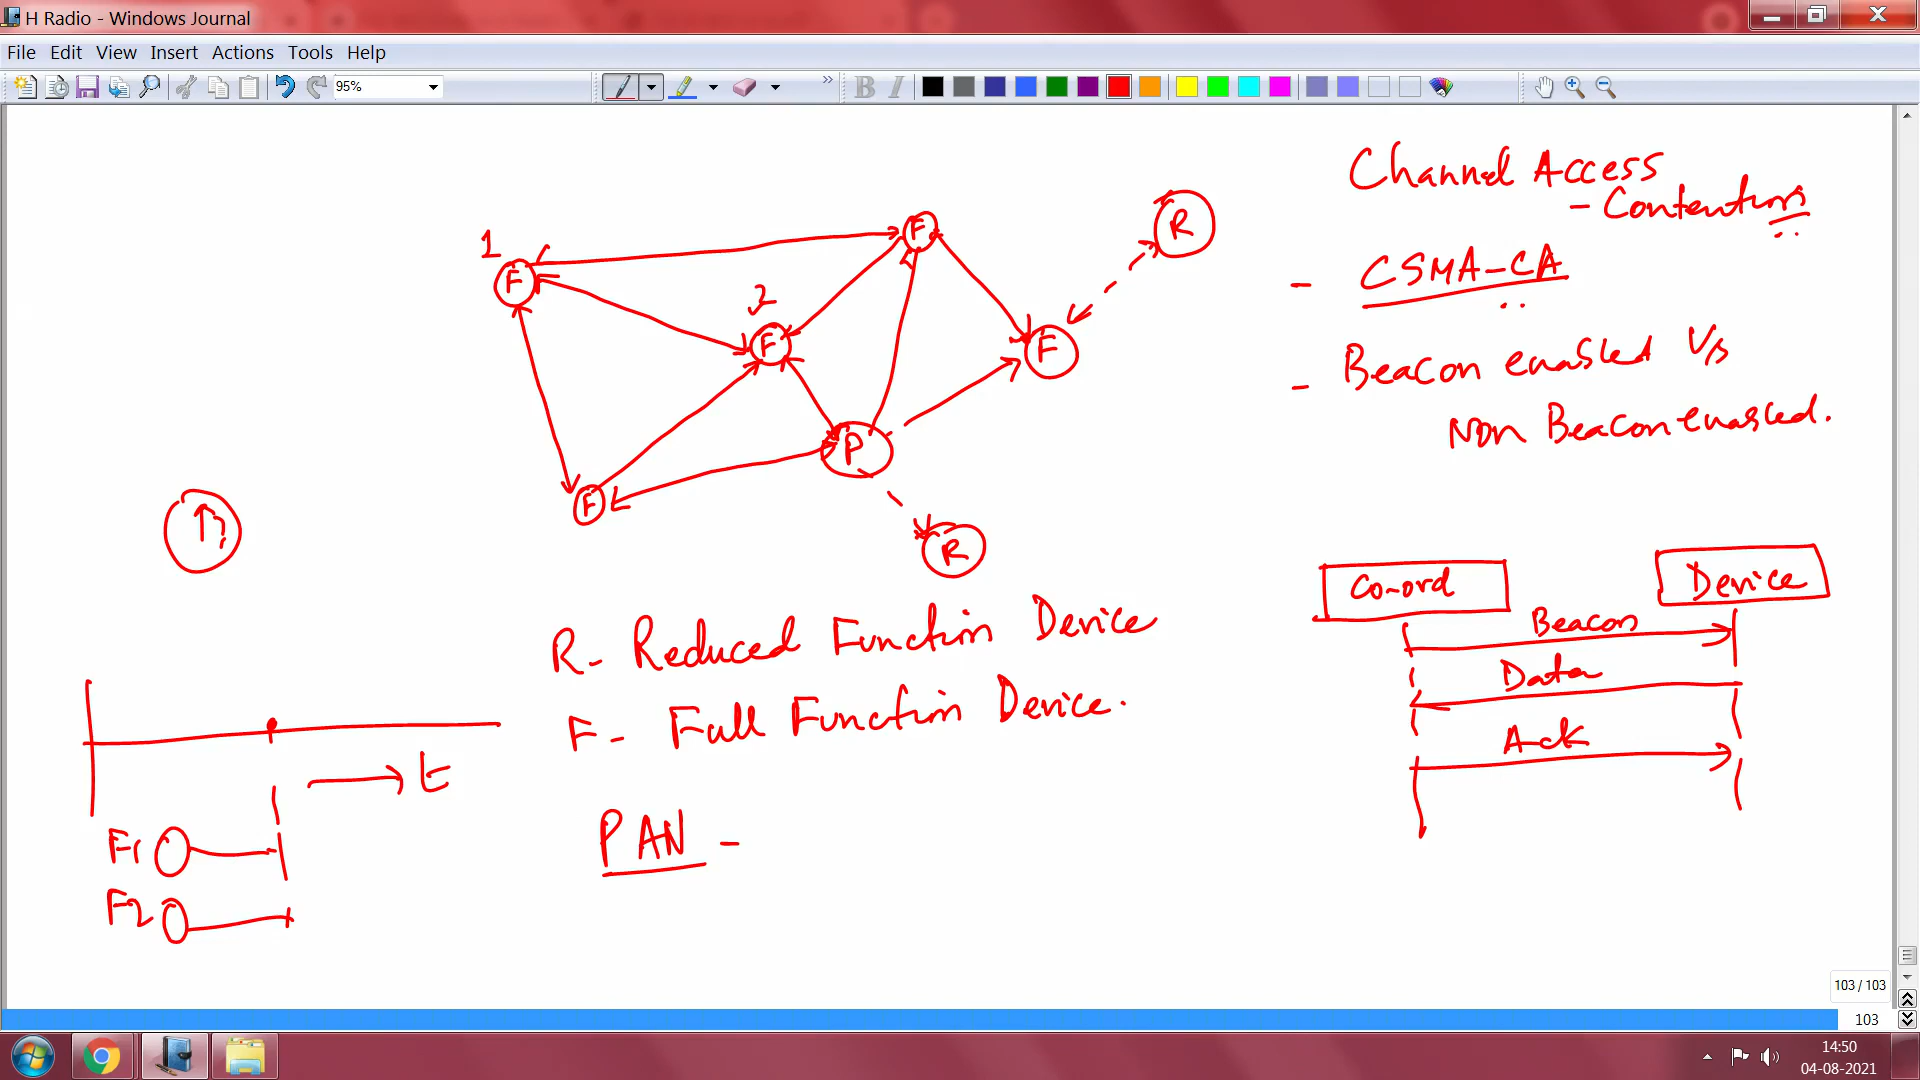 H Radio - Windows Journal
File Edit View Insert Actions Tools Help
95%
B I
Channel Access
- Contentions
- CSMA-CA
- Beacon enabled V/s
Non Beacon enabled.
1
F
F
R
2
F
F
P
F
R
↑?
Co-ord
Device
Beacon
Data
Ack
R - Reduced Function Device
F - Full Function Device.
t
PAN -
F1
F2
103 / 103
103
14:50
04-08-2021